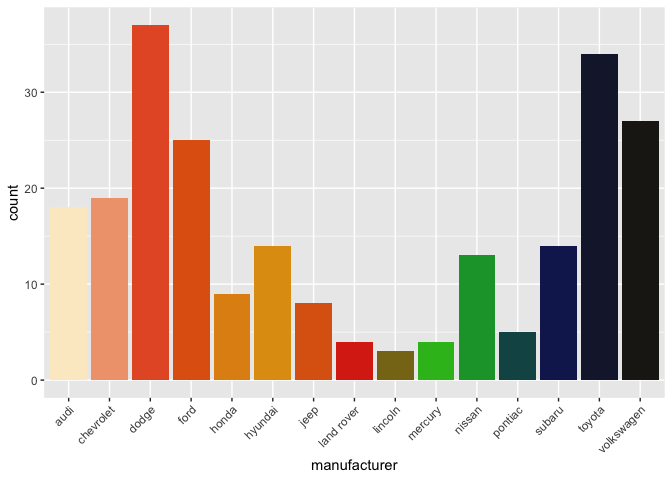 count
30
20
10
0
audi
chevrolet
dodge
ford
honda
hyundai
jeep
land rover
lincoln
mercury
nissan
pontiac
subaru
toyota
volkswagen
manufacturer